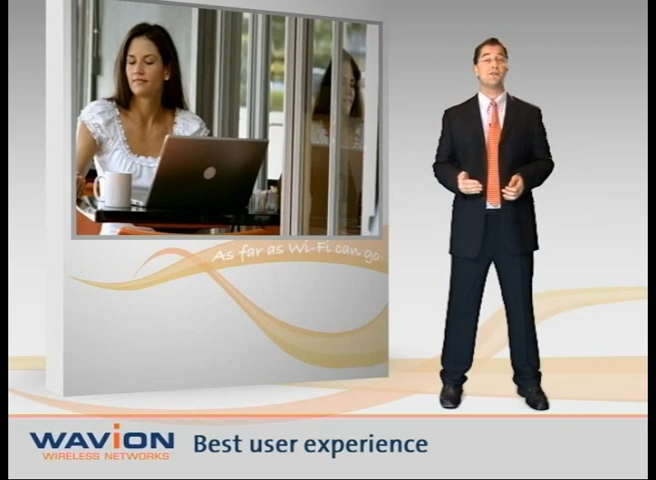 As far as Wi-Fi can go
WAViON
WIRELESS NETWORKS
Best user experience